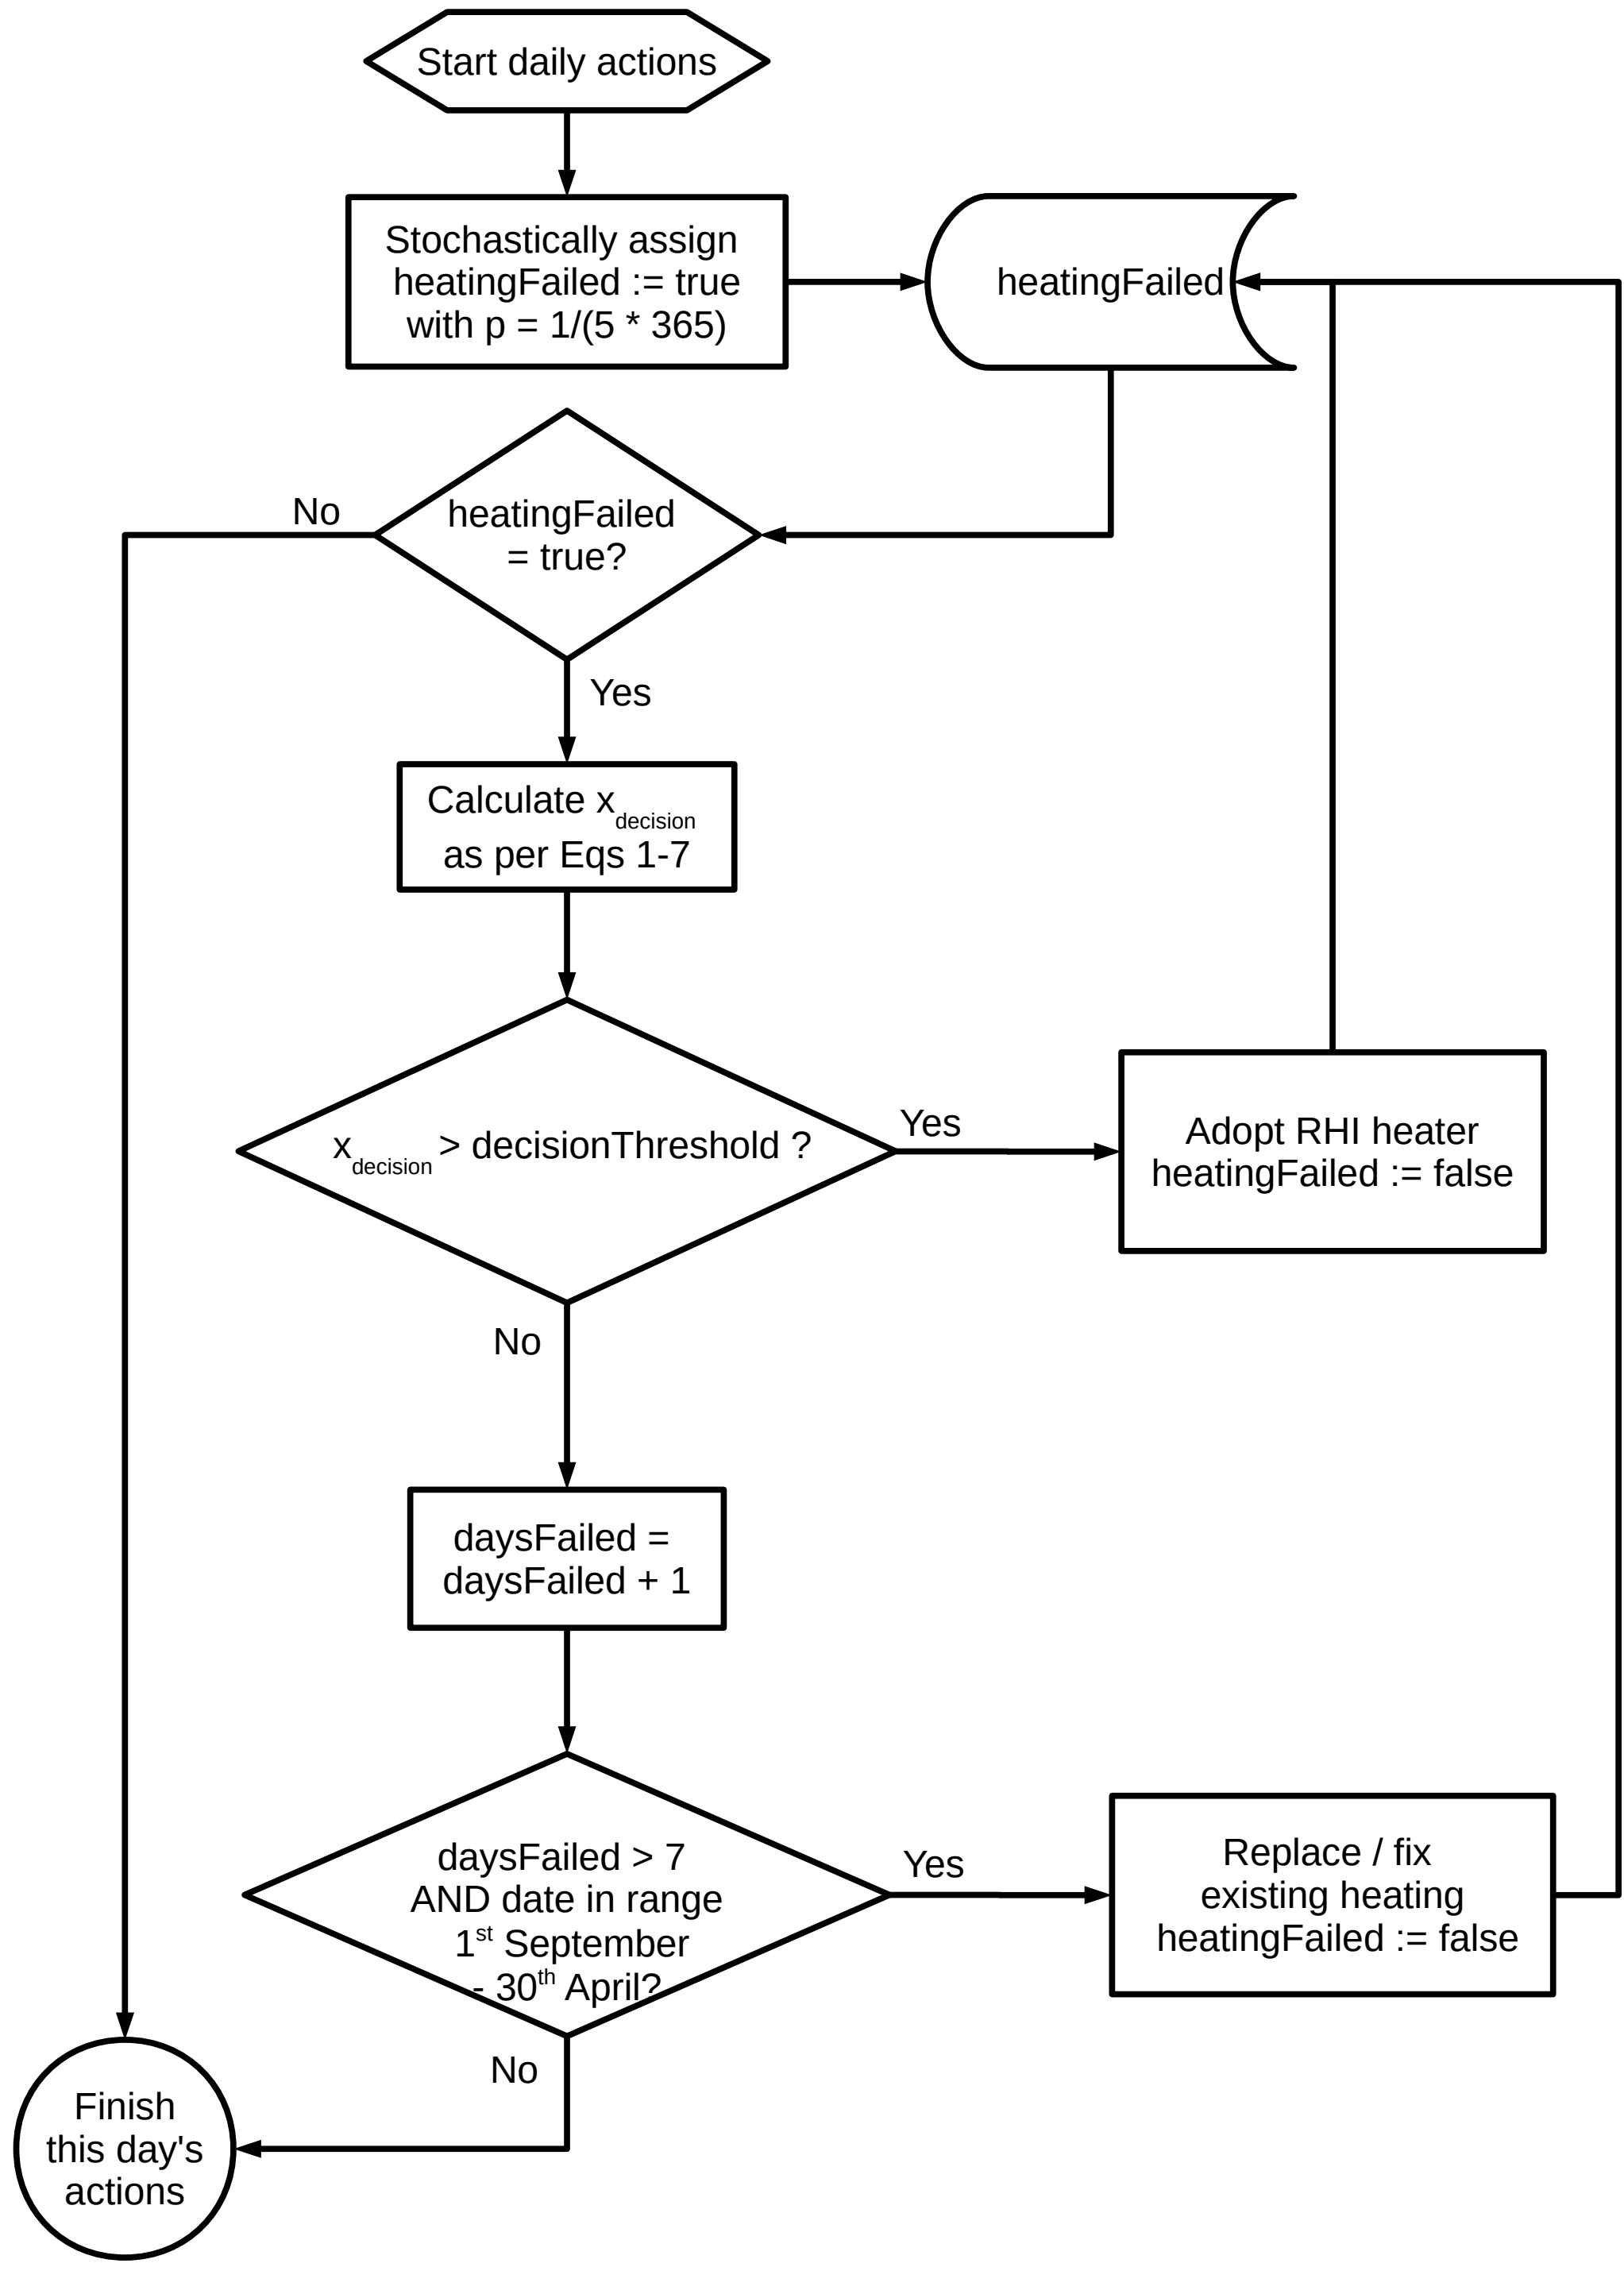 Start daily actions
Stochastically assign
heatingFailed := true
with p = 1/(5 * 365)
heatingFailed
No
heatingFailed
= true?
Yes
Calculate x_decision
as per Eqs 1-7
x_decision > decisionThreshold ?
Yes
Adopt RHI heater
heatingFailed := false
No
daysFailed =
daysFailed + 1
daysFailed > 7
AND date in range
1st September
- 30th April?
Yes
Replace / fix
existing heating
heatingFailed := false
No
Finish
this day's
actions